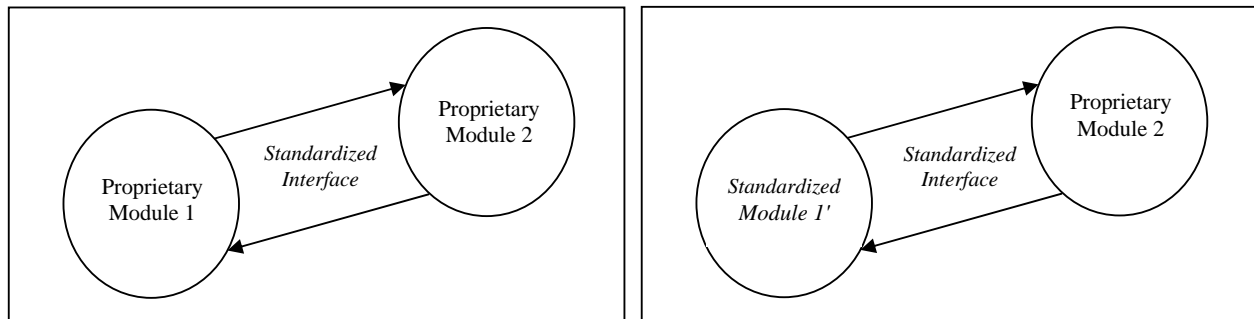 Proprietary
Module 1
Standardized
Interface
Proprietary
Module 2
Standardized
Module 1'
Standardized
Interface
Proprietary
Module 2